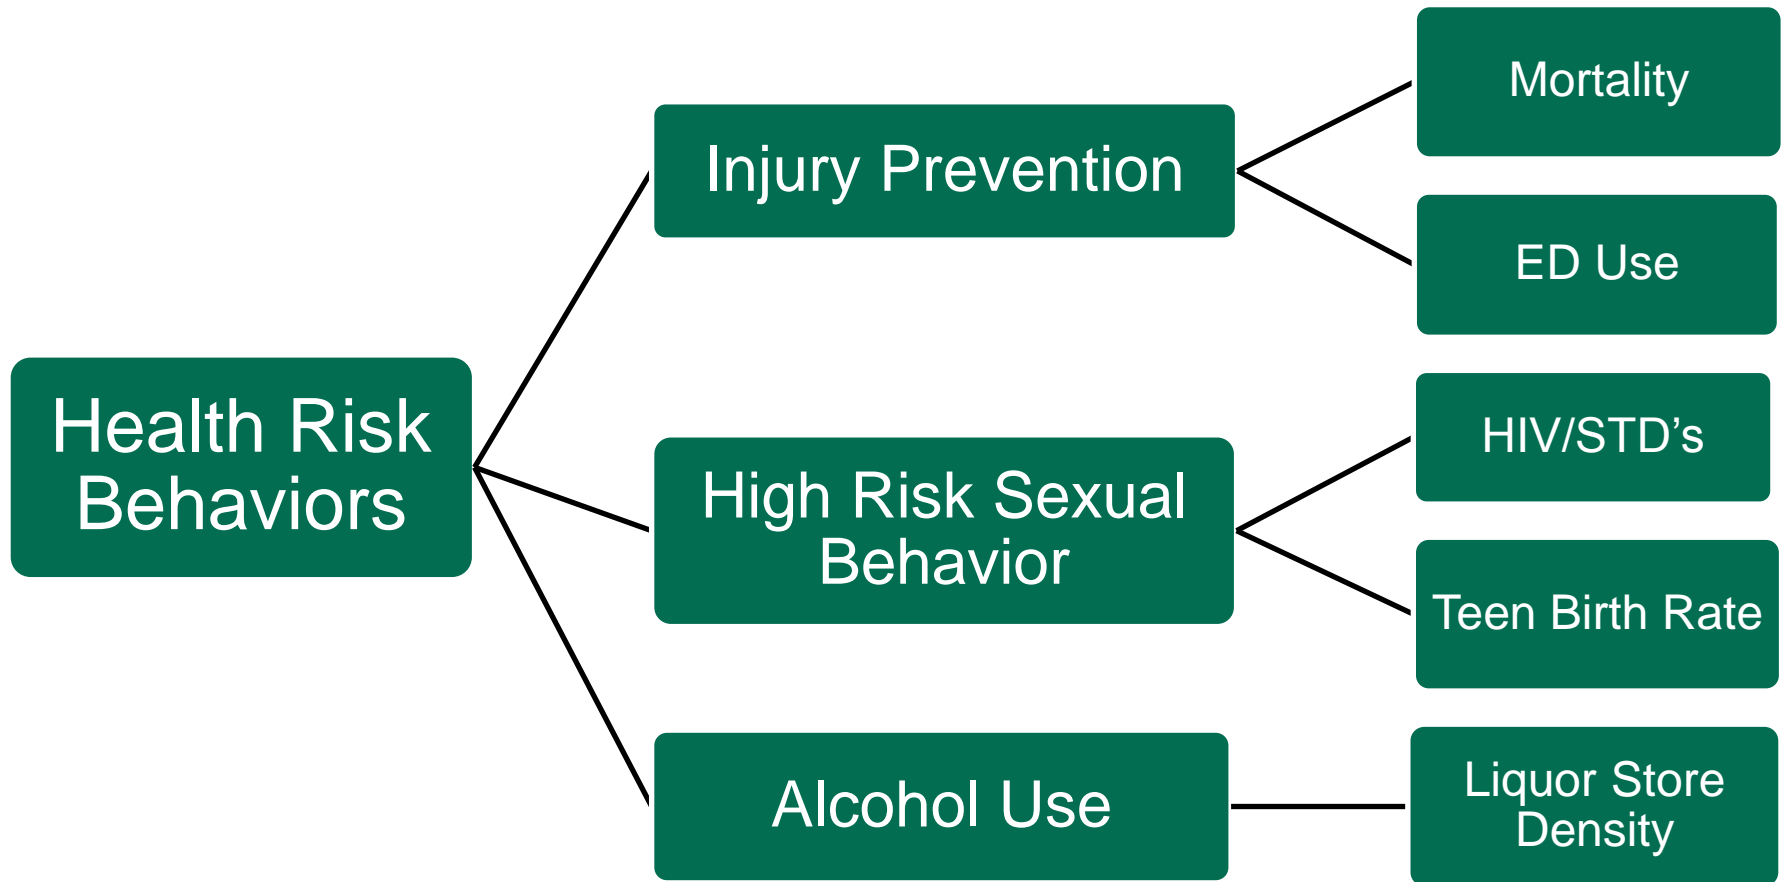 Health Risk
Behaviors
Injury Prevention
Mortality
ED Use
High Risk Sexual
Behavior
HIV/STD’s
Teen Birth Rate
Alcohol Use
Liquor Store
Density